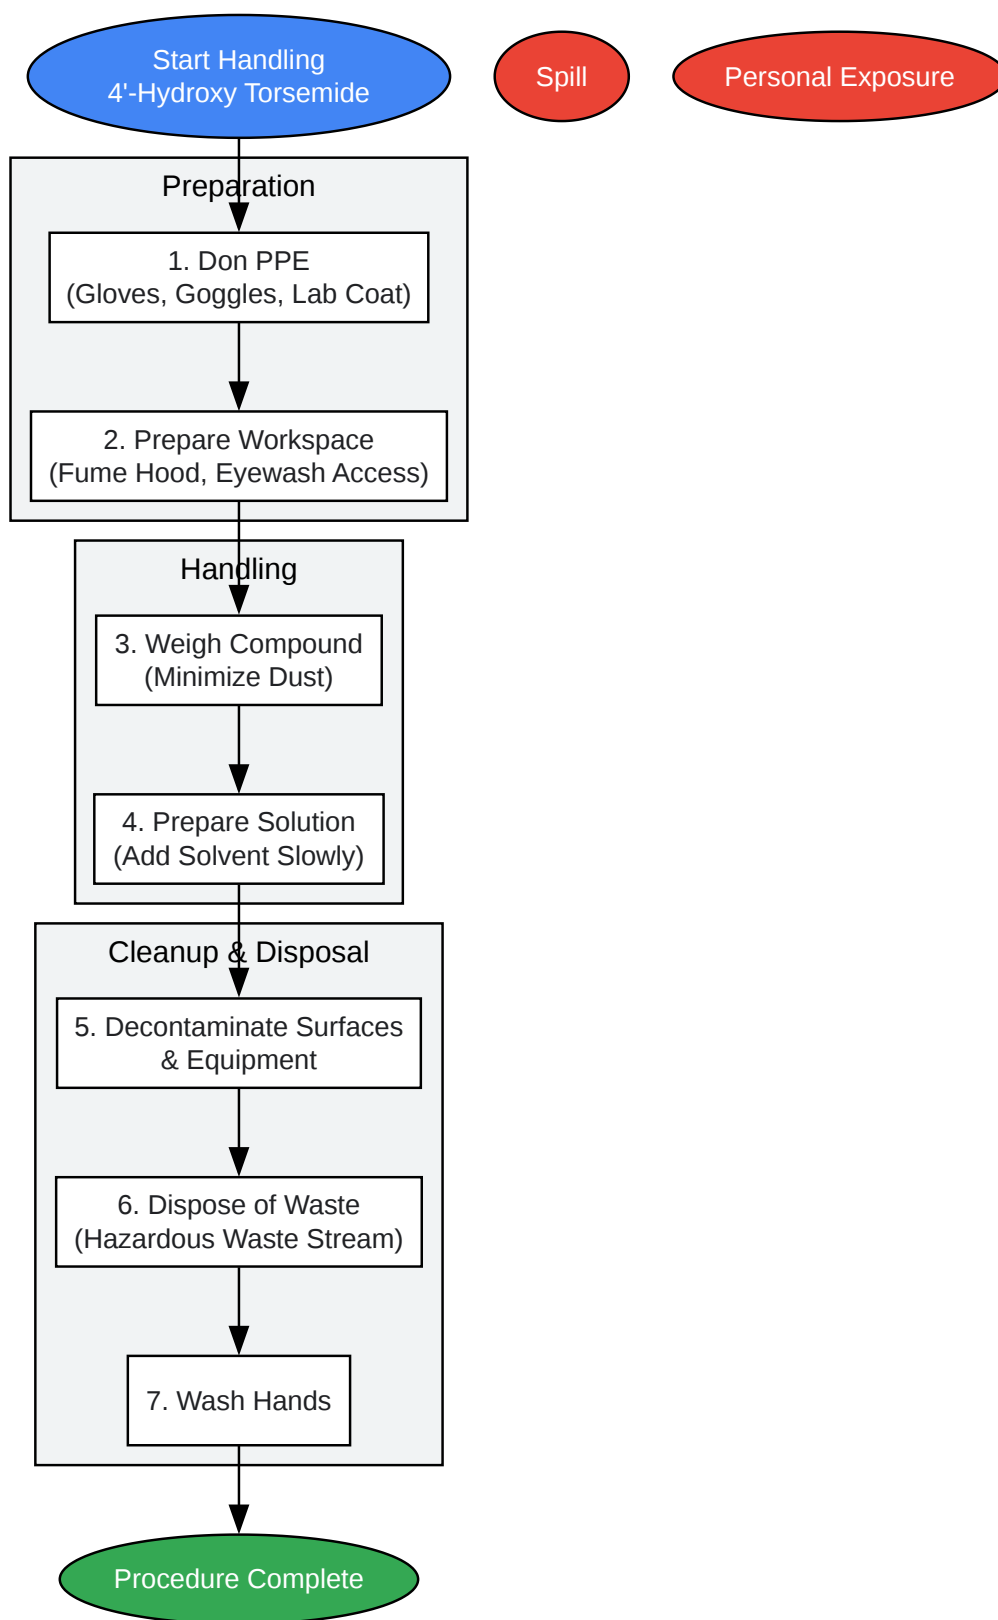 Start Handling
4'-Hydroxy Torsemide
Spill
Personal Exposure
Preparation
1. Don PPE
(Gloves, Goggles, Lab Coat)
2. Prepare Workspace
(Fume Hood, Eyewash Access)
Handling
3. Weigh Compound
(Minimize Dust)
4. Prepare Solution
(Add Solvent Slowly)
Cleanup & Disposal
5. Decontaminate Surfaces
& Equipment
6. Dispose of Waste
(Hazardous Waste Stream)
7. Wash Hands
Procedure Complete